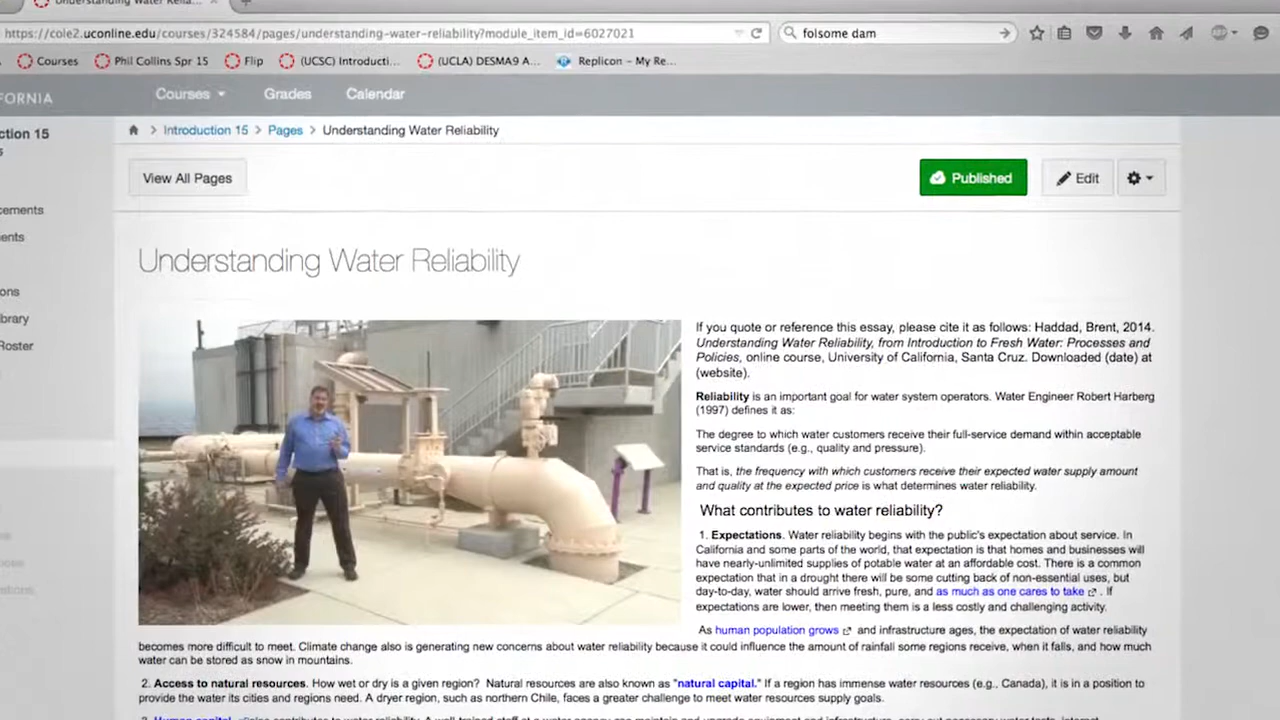 Understanding Water Relia...
https://cole2.uconline.edu/courses/324584/pages/understanding-water-reliability?module_item_id=6027021
folsome dam
Courses
Phil Collins Spr 15
Flip
(UCSC) Introducti...
(UCLA) DESMA9 A...
Replicon – My Re...
FORNIA
Courses
Grades
Calendar
ction 15
Introduction 15 > Pages > Understanding Water Reliability
View All Pages
Published
Edit
cements
ents
ons
brary
Roster
Understanding Water Reliability
If you quote or reference this essay, please cite it as follows: Haddad, Brent, 2014.
Understanding Water Reliability, from Introduction to Fresh Water: Processes and
Policies, online course, University of California, Santa Cruz. Downloaded (date) at
(website).
Reliability is an important goal for water system operators. Water Engineer Robert Harberg
(1997) defines it as:
The degree to which water customers receive their full-service demand within acceptable
service standards (e.g., quality and pressure).
That is, the frequency with which customers receive their expected water supply amount
and quality at the expected price is what determines water reliability.
What contributes to water reliability?
1. Expectations. Water reliability begins with the public's expectation about service. In
California and some parts of the world, that expectation is that homes and businesses will
have nearly-unlimited supplies of potable water at an affordable cost. There is a common
expectation that in a drought there will be some cutting back of non-essential uses, but
day-to-day, water should arrive fresh, pure, and as much as one cares to take . If
expectations are lower, then meeting them is a less costly and challenging activity.
As human population grows and infrastructure ages, the expectation of water reliability
becomes more difficult to meet. Climate change also is generating new concerns about water reliability because it could influence the amount of rainfall some regions receive, when it falls, and how much
water can be stored as snow in mountains.
2. Access to natural resources. How wet or dry is a given region? Natural resources are also known as "natural capital." If a region has immense water resources (e.g., Canada), it is in a position to
provide the water its cities and regions need. A dryer region, such as northern Chile, faces a greater challenge to meet water resources supply goals.